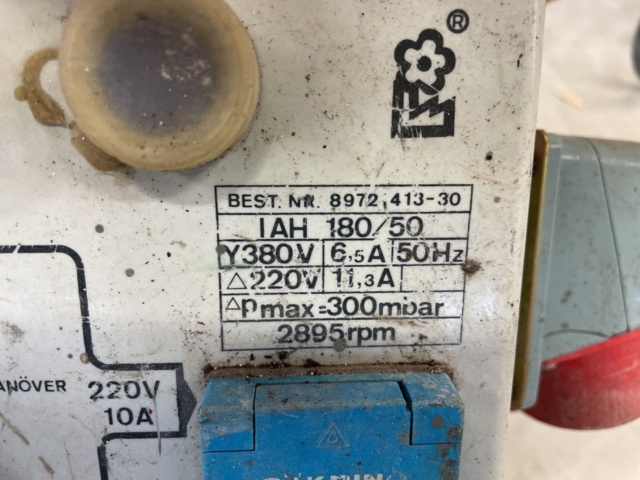 ®
BEST. NR. 8972 413-30
IAH 180/50
Y380V 6,5A 50Hz
△220V 11,3A
△pmax=300mbar
2895rpm
ANÖVER 220V
10A